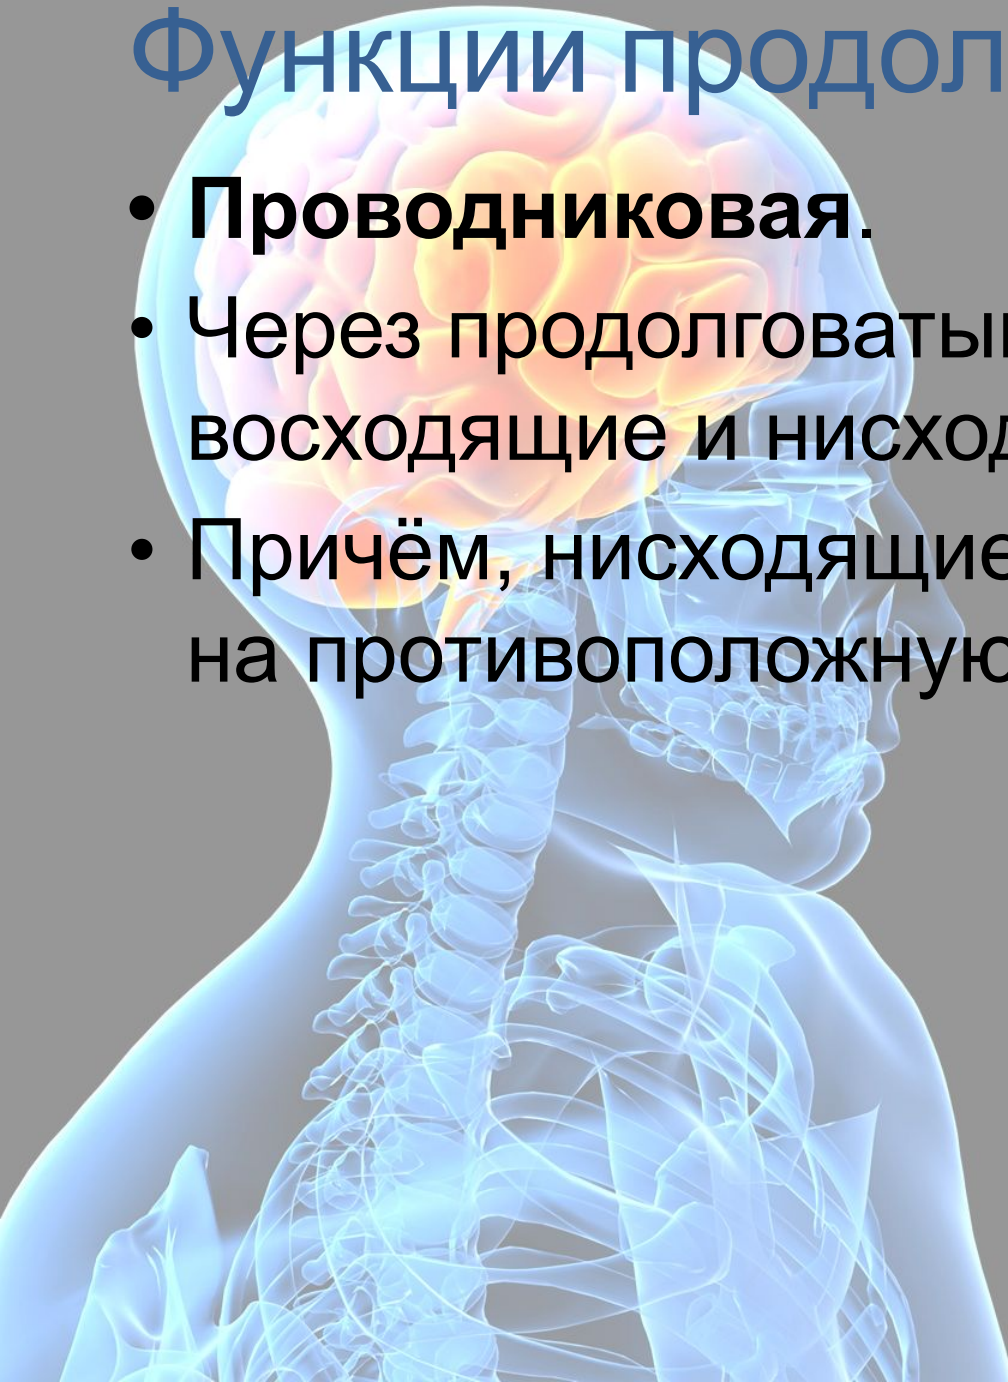 Функции продол
• Проводниковая.
• Через продолговаты
восходящие и нисход
• Причём, нисходящие
на противоположную